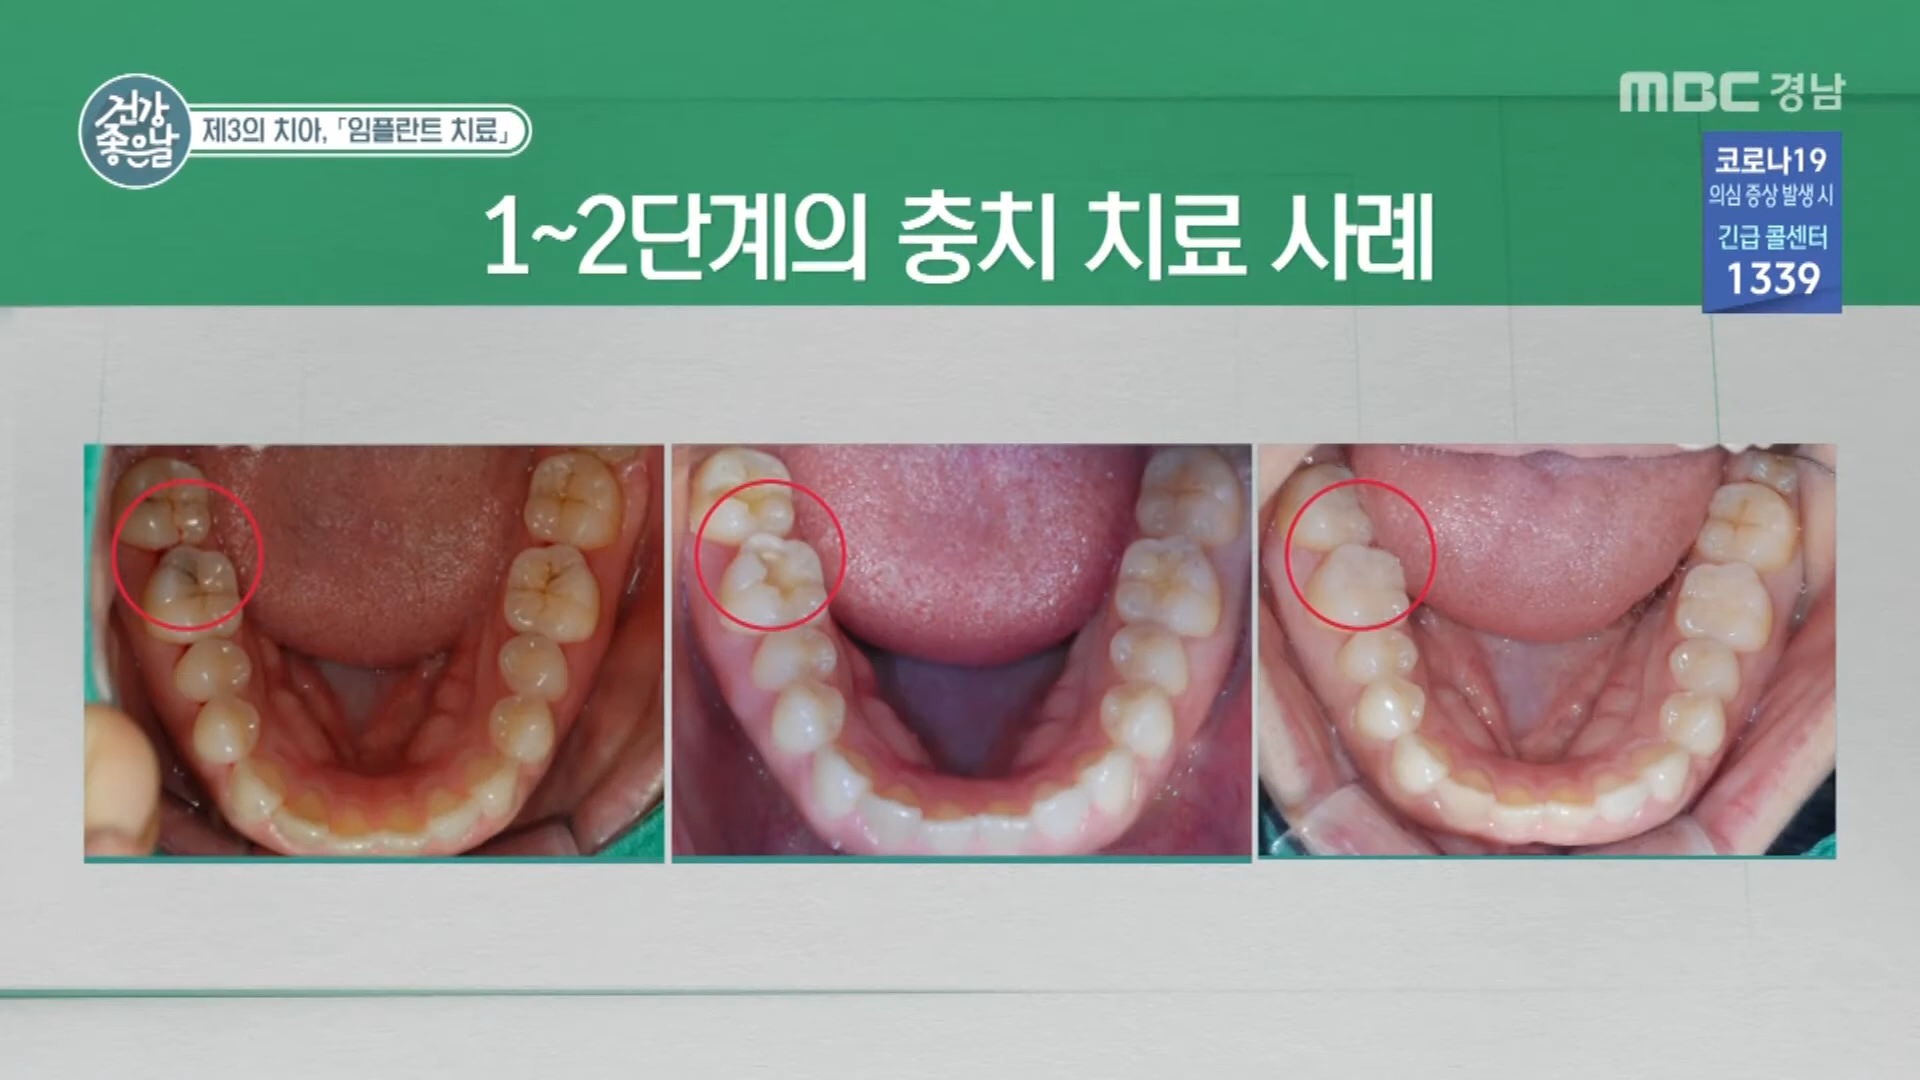 건강
좋은날
제3의 치아, 「임플란트 치료」
MBC 경남
코로나19
의심 증상 발생 시
긴급 콜센터
1339
1~2단계의 충치 치료 사례